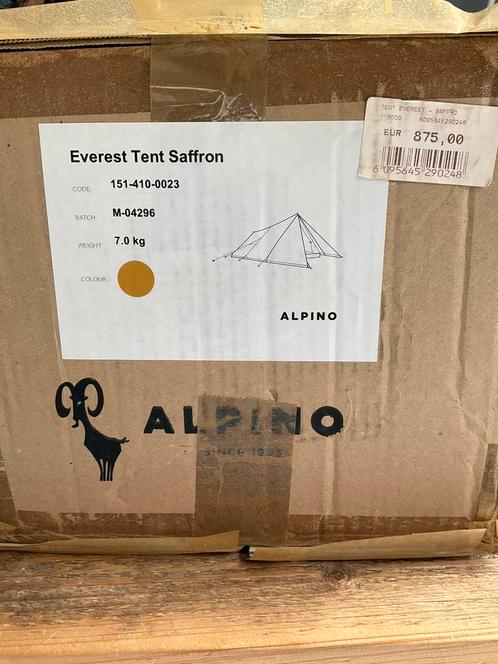 TENT EVEREST - SAFFRO
6095645290248
EUR 875,00
6 095645 290248
Everest Tent Saffron
CODE: 151-410-0023
BATCH: M-04296
WEIGHT: 7.0 kg
COLOUR:
ALPINO
ALPINO
SINCE